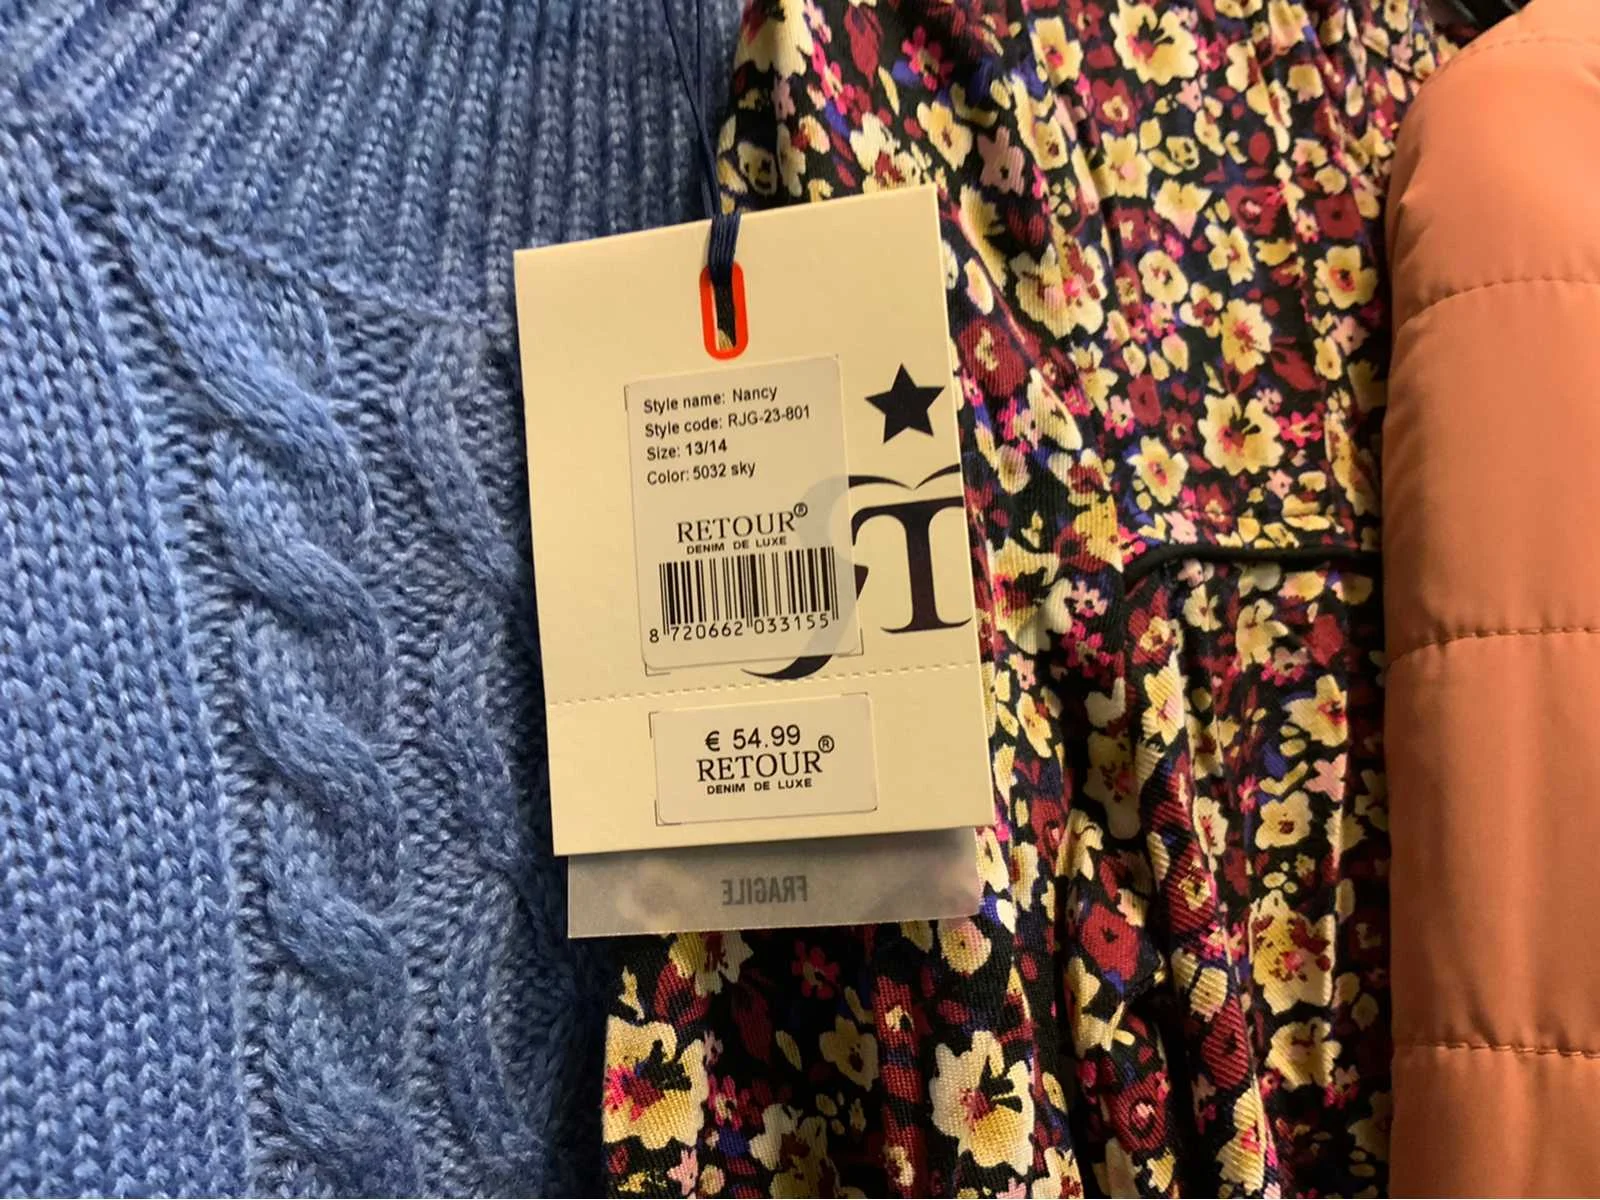 Style name: Nancy
Style code: RJG-23-801
Size: 13/14
Color: 5032 sky
RETOUR®
DENIM DE LUXE
8 720662 033155
€ 54.99
RETOUR®
DENIM DE LUXE
FRAGILE